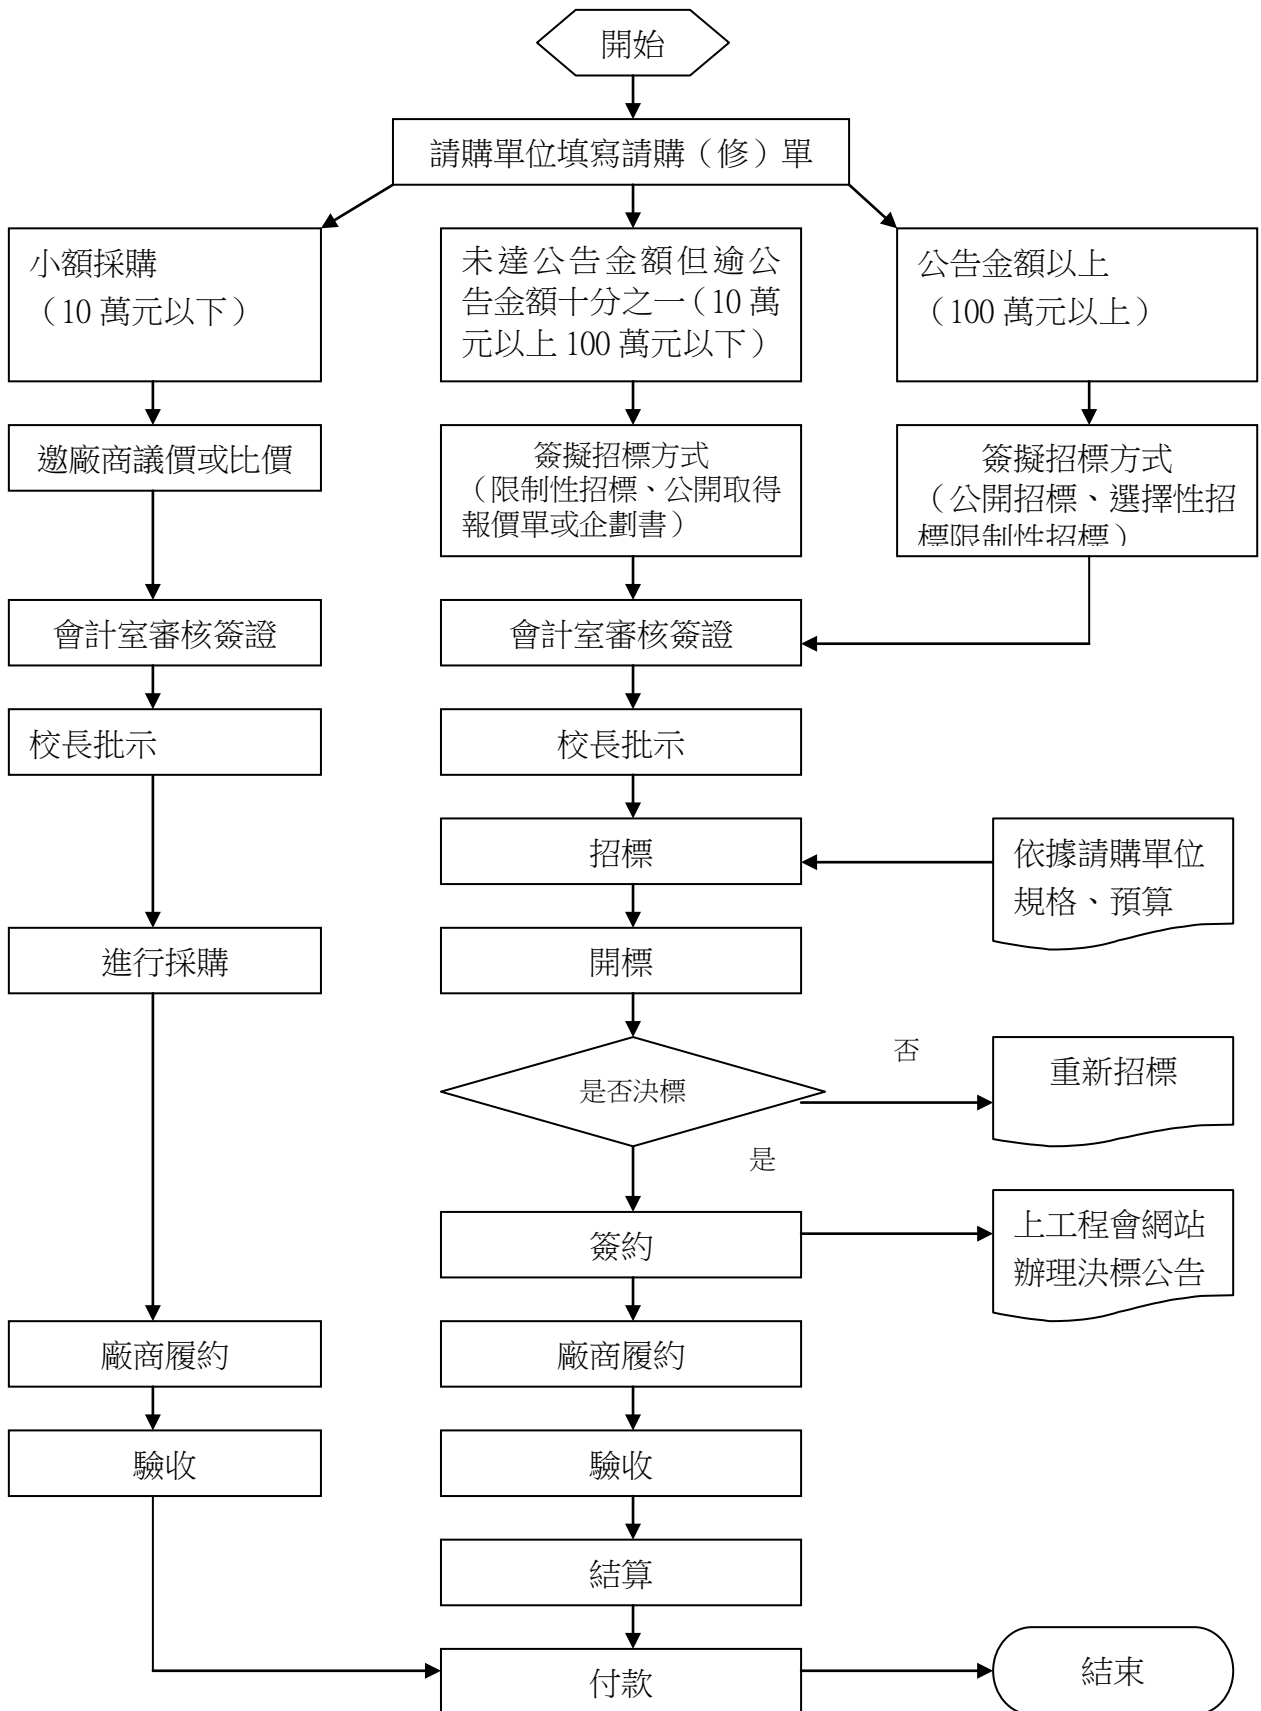 開始
請購單位填寫請購（修）單
小額採購
（10 萬元以下）
未達公告金額但逾公
告金額十分之一（10 萬
元以上 100 萬元以下）
公告金額以上
（100 萬元以上）
邀廠商議價或比價
簽擬招標方式
（限制性招標、公開取得
報價單或企劃書）
簽擬招標方式
（公開招標、選擇性招
標限制性招標）
會計室審核簽證
會計室審核簽證
校長批示
校長批示
招標
依據請購單位
規格、預算
進行採購
開標
是否決標
否
重新招標
是
簽約
上工程會網站
辦理決標公告
廠商履約
廠商履約
驗收
驗收
結算
付款
結束